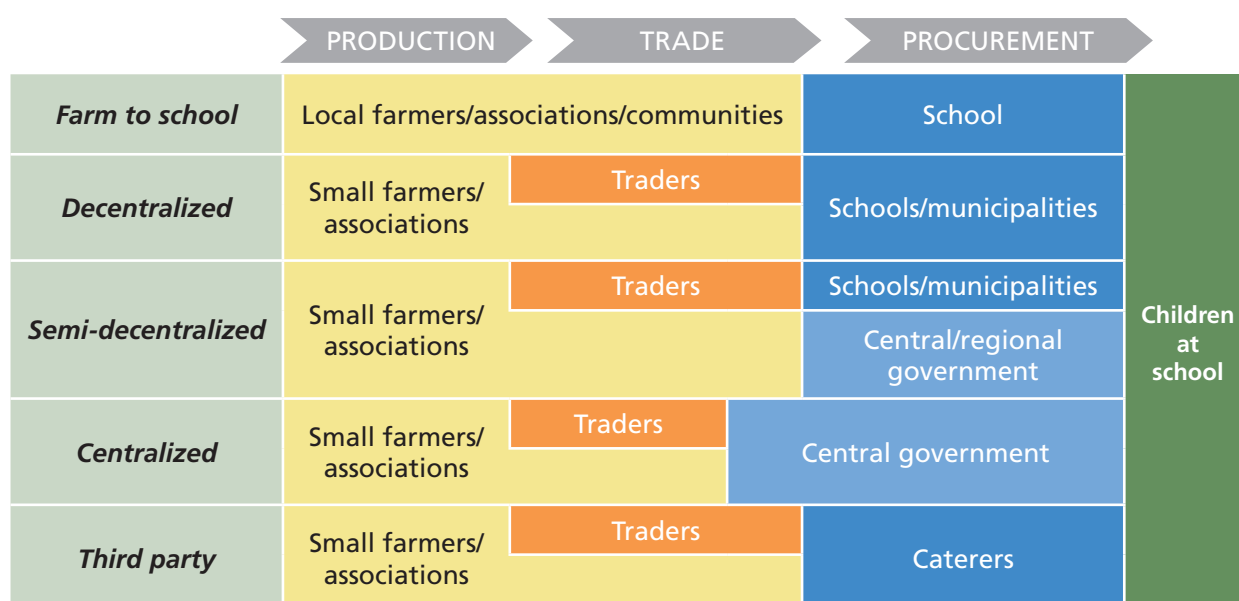 PRODUCTION
TRADE
PROCUREMENT
Farm to school
Local farmers/associations/communities
School
Decentralized
Small farmers/
associations
Traders
Schools/municipalities
Semi-decentralized
Small farmers/
associations
Traders
Schools/municipalities
Central/regional
government
Centralized
Small farmers/
associations
Traders
Central government
Third party
Small farmers/
associations
Traders
Caterers
Children
at
school